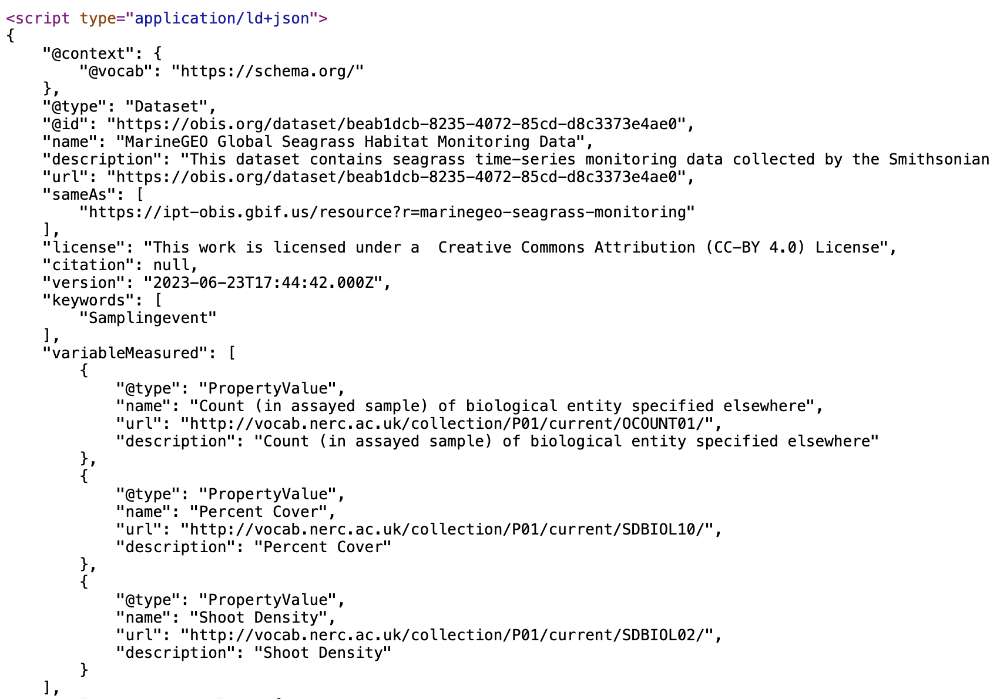 <script type="application/ld+json">
{
    "@context": {
        "@vocab": "https://schema.org/"
    },
    "@type": "Dataset",
    "@id": "https://obis.org/dataset/beab1dcb-8235-4072-85cd-d8c3373e4ae0",
    "name": "MarineGEO Global Seagrass Habitat Monitoring Data",
    "description": "This dataset contains seagrass time-series monitoring data collected by the Smithsonian
    "url": "https://obis.org/dataset/beab1dcb-8235-4072-85cd-d8c3373e4ae0",
    "sameAs": [
        "https://ipt-obis.gbif.us/resource?r=marinegeo-seagrass-monitoring"
    ],
    "license": "This work is licensed under a  Creative Commons Attribution (CC-BY 4.0) License",
    "citation": null,
    "version": "2023-06-23T17:44:42.000Z",
    "keywords": [
        "Samplingevent"
    ],
    "variableMeasured": [
        {
            "@type": "PropertyValue",
            "name": "Count (in assayed sample) of biological entity specified elsewhere",
            "url": "http://vocab.nerc.ac.uk/collection/P01/current/OCOUNT01/",
            "description": "Count (in assayed sample) of biological entity specified elsewhere"
        },
        {
            "@type": "PropertyValue",
            "name": "Percent Cover",
            "url": "http://vocab.nerc.ac.uk/collection/P01/current/SDBIOL10/",
            "description": "Percent Cover"
        },
        {
            "@type": "PropertyValue",
            "name": "Shoot Density",
            "url": "http://vocab.nerc.ac.uk/collection/P01/current/SDBIOL02/",
            "description": "Shoot Density"
        }
    ],